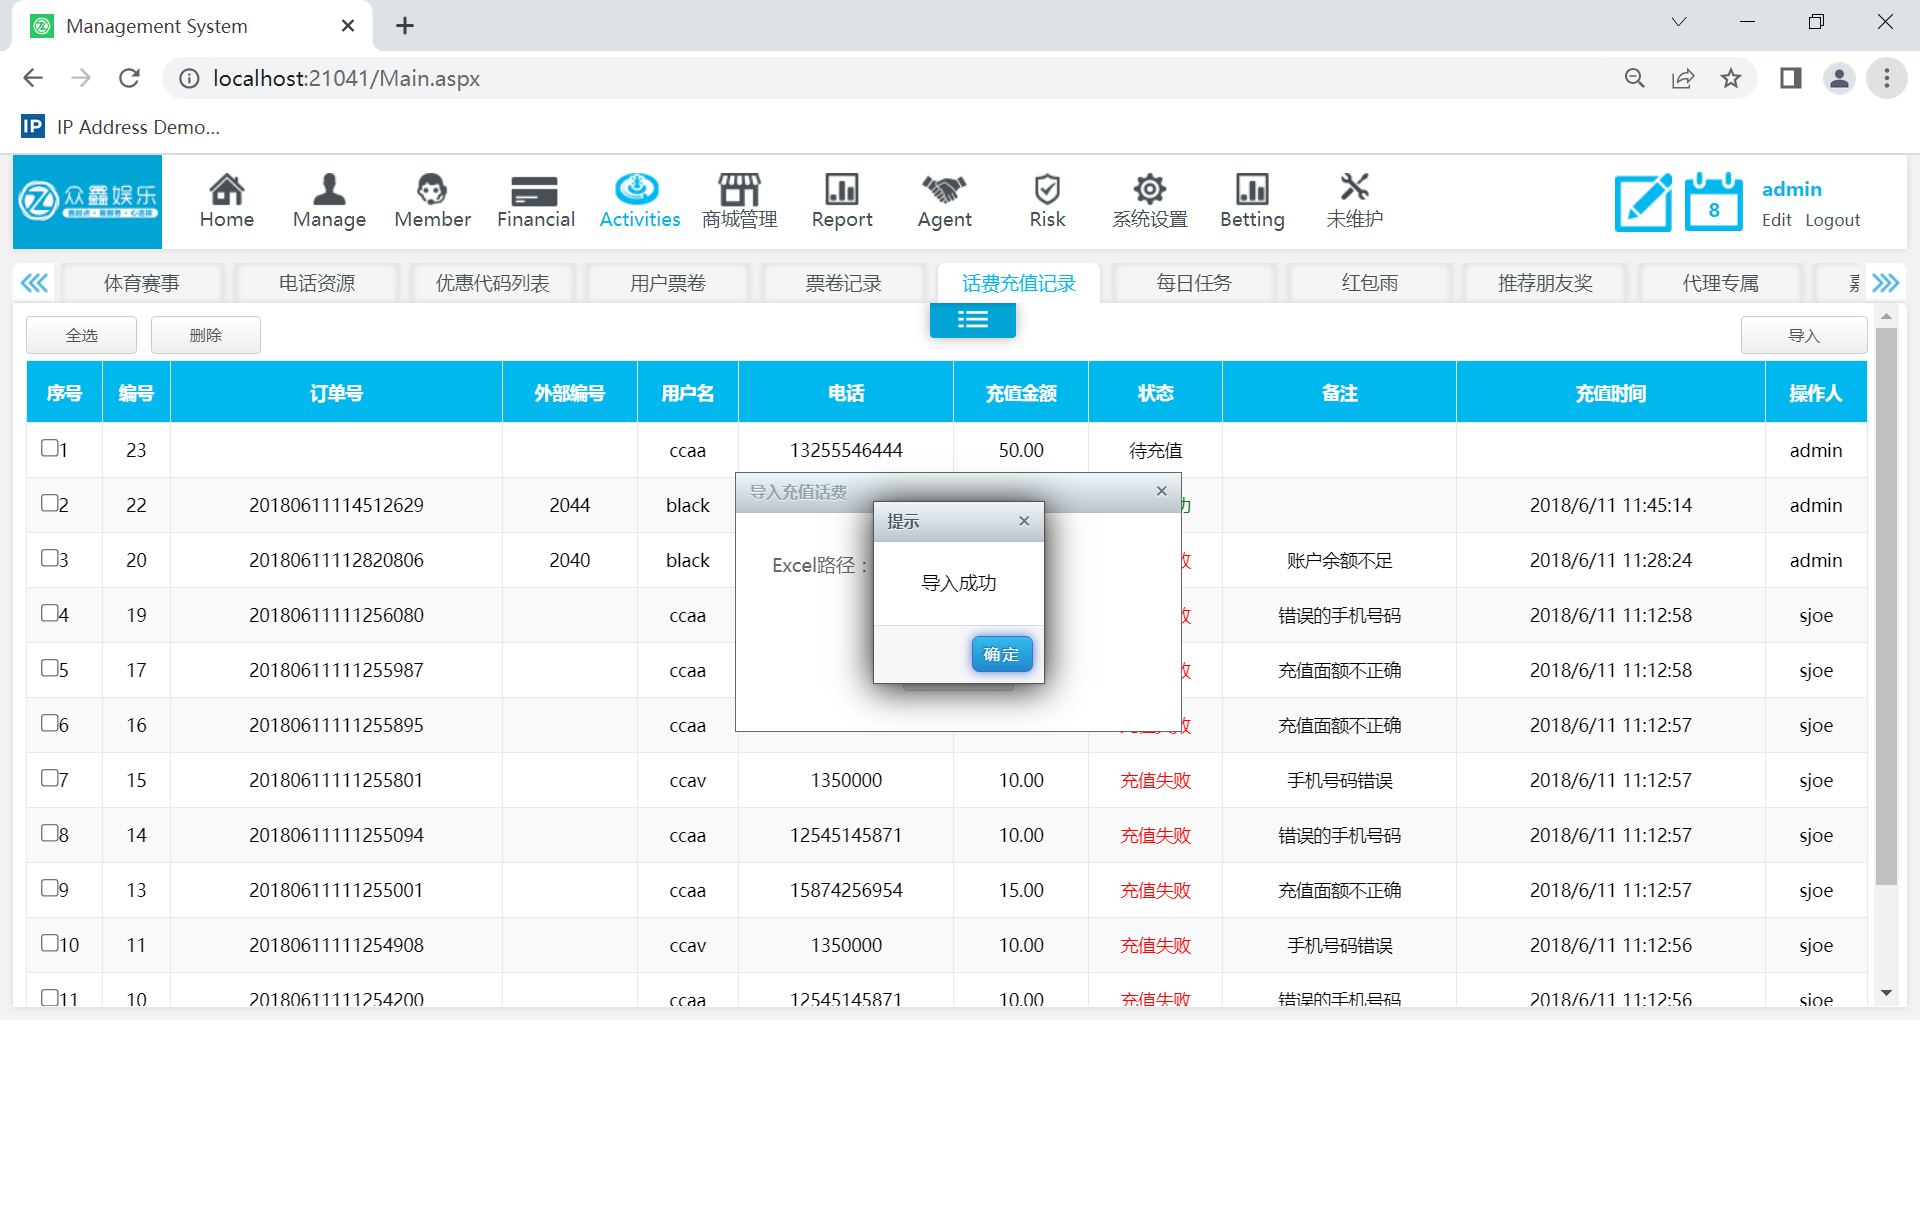 Management System
localhost:21041/Main.aspx
IP IP Address Demo...
众鑫娱乐
Home Manage Member Financial Activities 商城管理 Report Agent Risk 系统设置 Betting 未维护
8
admin
Edit Logout
体育赛事 电话资源 优惠代码列表 用户票卷 票卷记录 话费充值记录 每日任务 红包雨 推荐朋友奖 代理专属
全选 删除 导入
序号 编号 订单号 外部编号 用户名 电话 充值金额 状态 备注 充值时间 操作人
1 23 ccaa 13255546444 50.00 待充值 admin
2 22 20180611114512629 2044 black 2018/6/11 11:45:14 admin
3 20 20180611112820806 2040 black 账户余额不足 2018/6/11 11:28:24 admin
4 19 20180611111256080 ccaa 错误的手机号码 2018/6/11 11:12:58 sjoe
5 17 20180611111255987 ccaa 充值面额不正确 2018/6/11 11:12:58 sjoe
6 16 20180611111255895 ccaa 充值面额不正确 2018/6/11 11:12:57 sjoe
7 15 20180611111255801 ccav 1350000 10.00 充值失败 手机号码错误 2018/6/11 11:12:57 sjoe
8 14 20180611111255094 ccaa 12545145871 10.00 充值失败 错误的手机号码 2018/6/11 11:12:57 sjoe
9 13 20180611111255001 ccaa 15874256954 15.00 充值失败 充值面额不正确 2018/6/11 11:12:57 sjoe
10 11 20180611111254908 ccav 1350000 10.00 充值失败 手机号码错误 2018/6/11 11:12:56 sjoe
11 10 20180611111254200 ccaa 12545145871 10.00 充值失败 错误的手机号码 2018/6/11 11:12:56 sjoe
导入充值话费
Excel路径：
提示
导入成功
确定